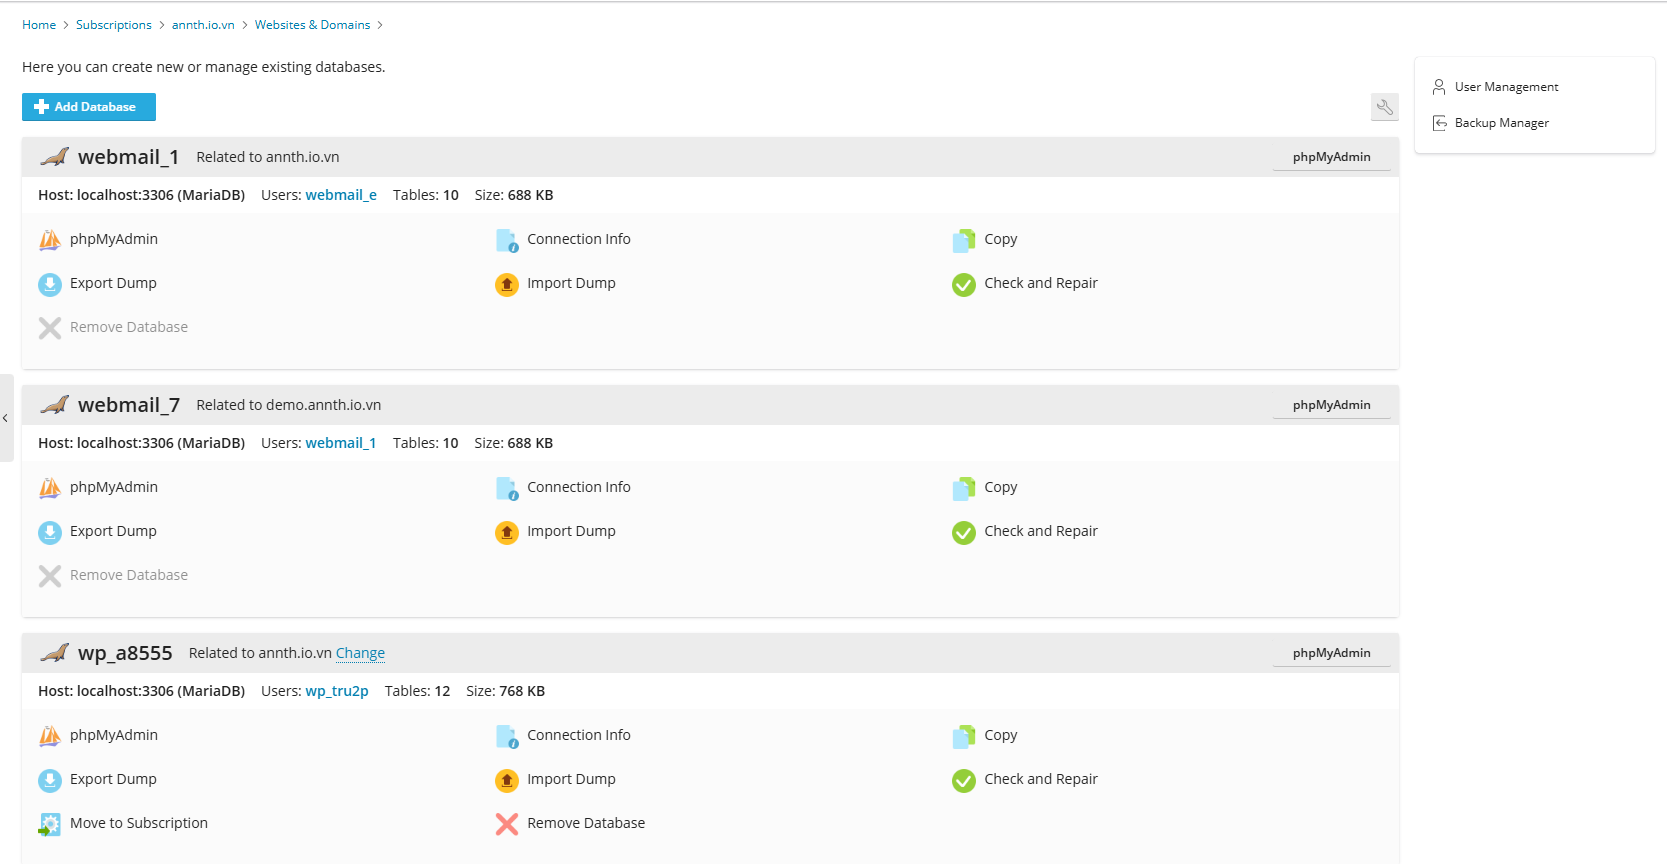 Home > Subscriptions > annth.io.vn > Websites & Domains >
Here you can create new or manage existing databases.
Add Database
User Management
Backup Manager
webmail_1 Related to annth.io.vn phpMyAdmin
Host: localhost:3306 (MariaDB) Users: webmail_e Tables: 10 Size: 688 KB
phpMyAdmin Connection Info Copy
Export Dump Import Dump Check and Repair
Remove Database
webmail_7 Related to demo.annth.io.vn phpMyAdmin
Host: localhost:3306 (MariaDB) Users: webmail_1 Tables: 10 Size: 688 KB
phpMyAdmin Connection Info Copy
Export Dump Import Dump Check and Repair
Remove Database
wp_a8555 Related to annth.io.vn Change phpMyAdmin
Host: localhost:3306 (MariaDB) Users: wp_tru2p Tables: 12 Size: 768 KB
phpMyAdmin Connection Info Copy
Export Dump Import Dump Check and Repair
Move to Subscription Remove Database